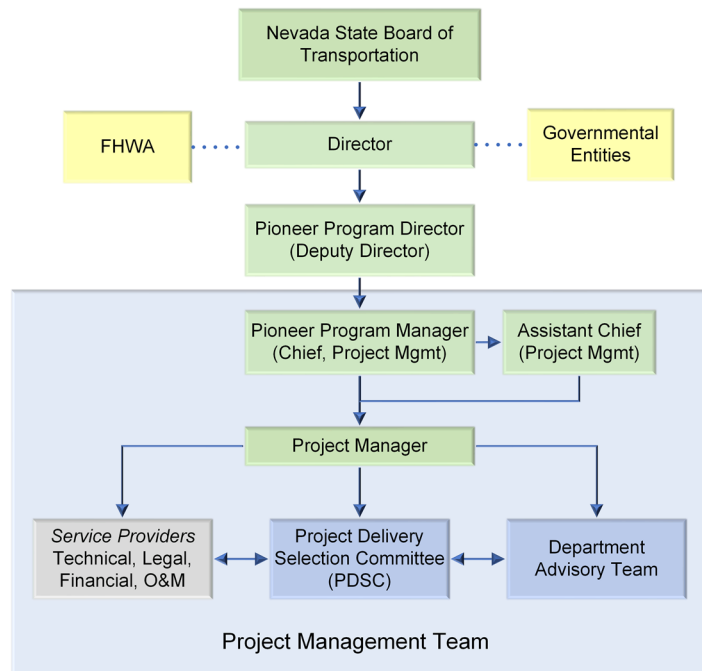 Nevada State Board of
Transportation
FHWA
Director
Governmental
Entities
Pioneer Program Director
(Deputy Director)
Pioneer Program Manager
(Chief, Project Mgmt)
Assistant Chief
(Project Mgmt)
Project Manager
Service Providers
Technical, Legal,
Financial, O&M
Project Delivery
Selection Committee
(PDSC)
Department
Advisory Team
Project Management Team